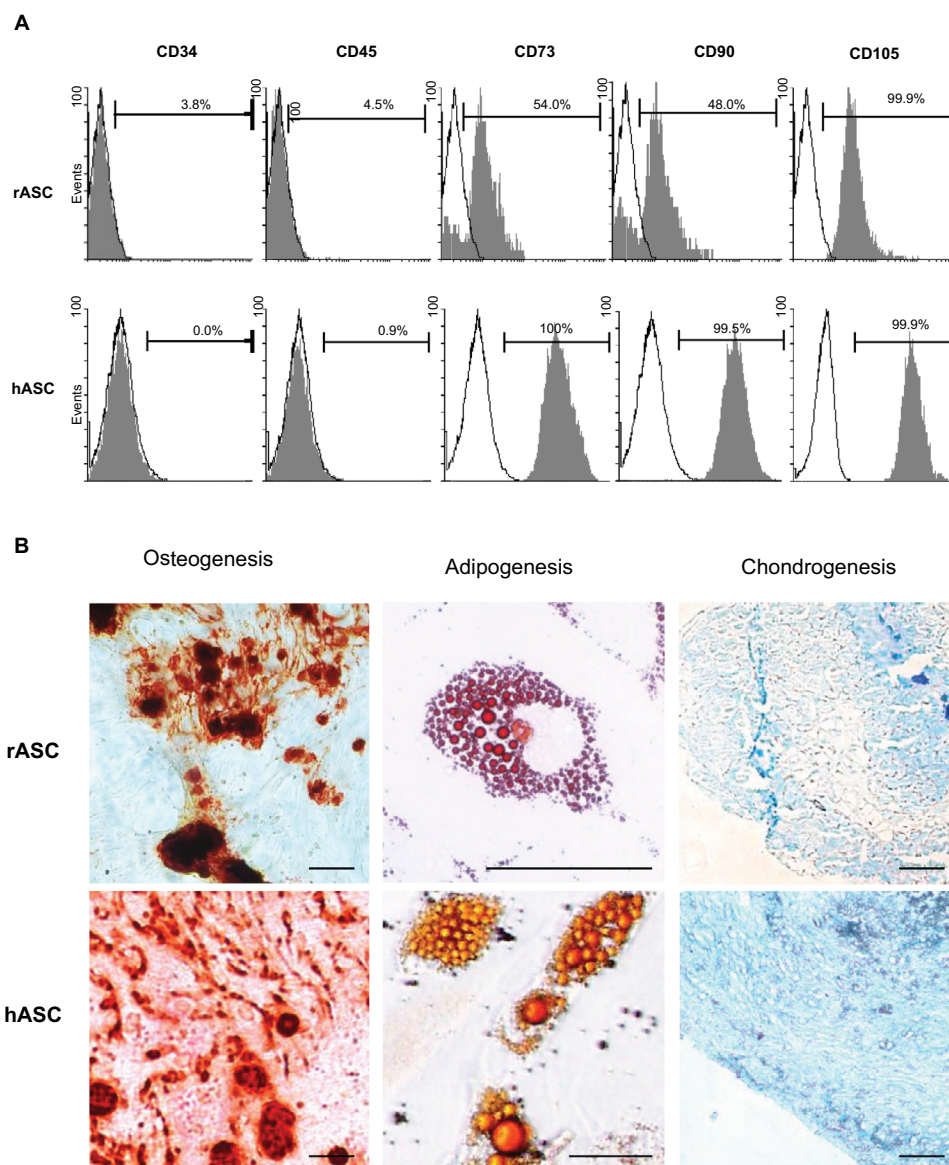 A
CD34 CD45 CD73 CD90 CD105
100 3.8% 100 4.5% 100 54.0% 100 48.0% 100 99.9%
Events
rASC
100 0.0% 100 0.9% 100 100% 100 99.5% 100 99.9%
Events
hASC
B
Osteogenesis Adipogenesis Chondrogenesis
rASC
hASC